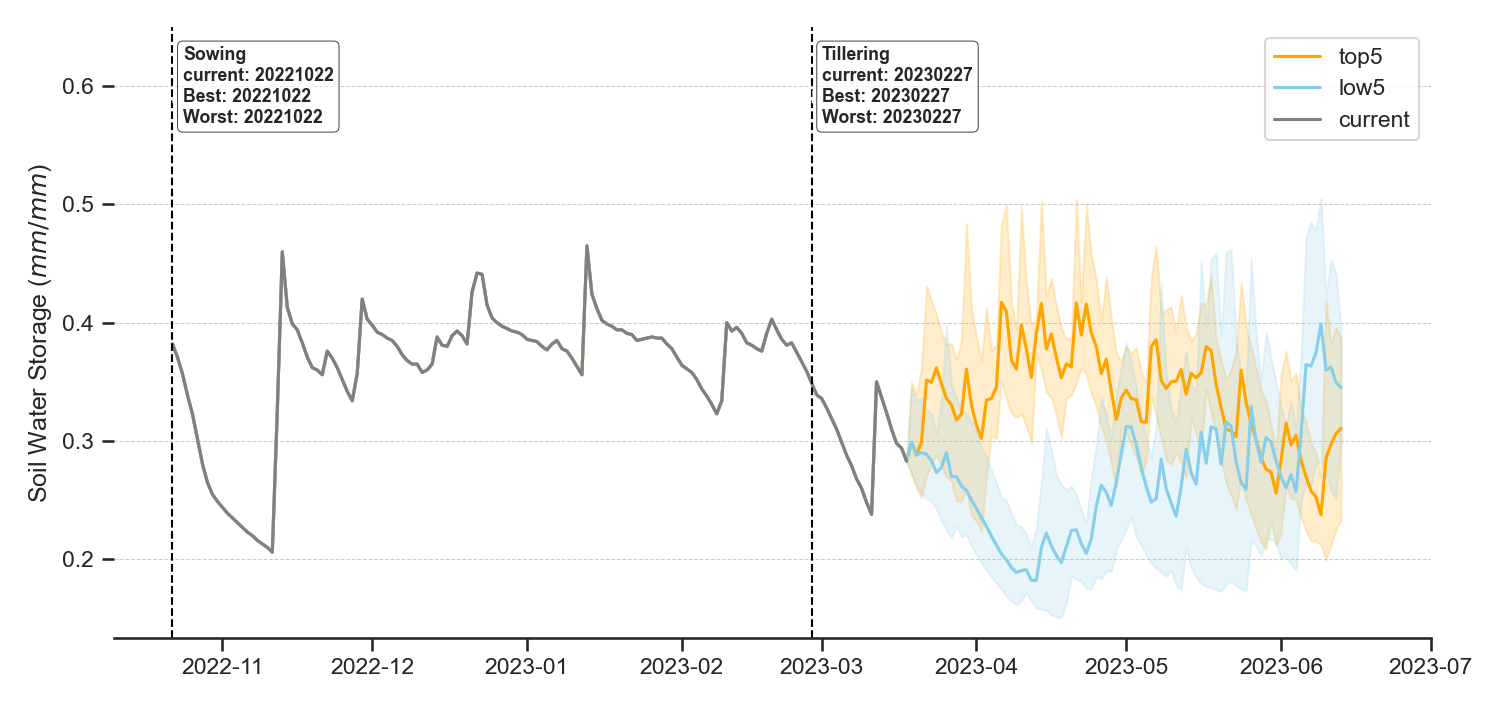 Sowing
current: 20221022
Best: 20221022
Worst: 20221022
Tillering
current: 20230227
Best: 20230227
Worst: 20230227
top5
low5
current
Soil Water Storage (mm/mm)
0.6
0.5
0.4
0.3
0.2
2022-11 2022-12 2023-01 2023-02 2023-03 2023-04 2023-05 2023-06 2023-07